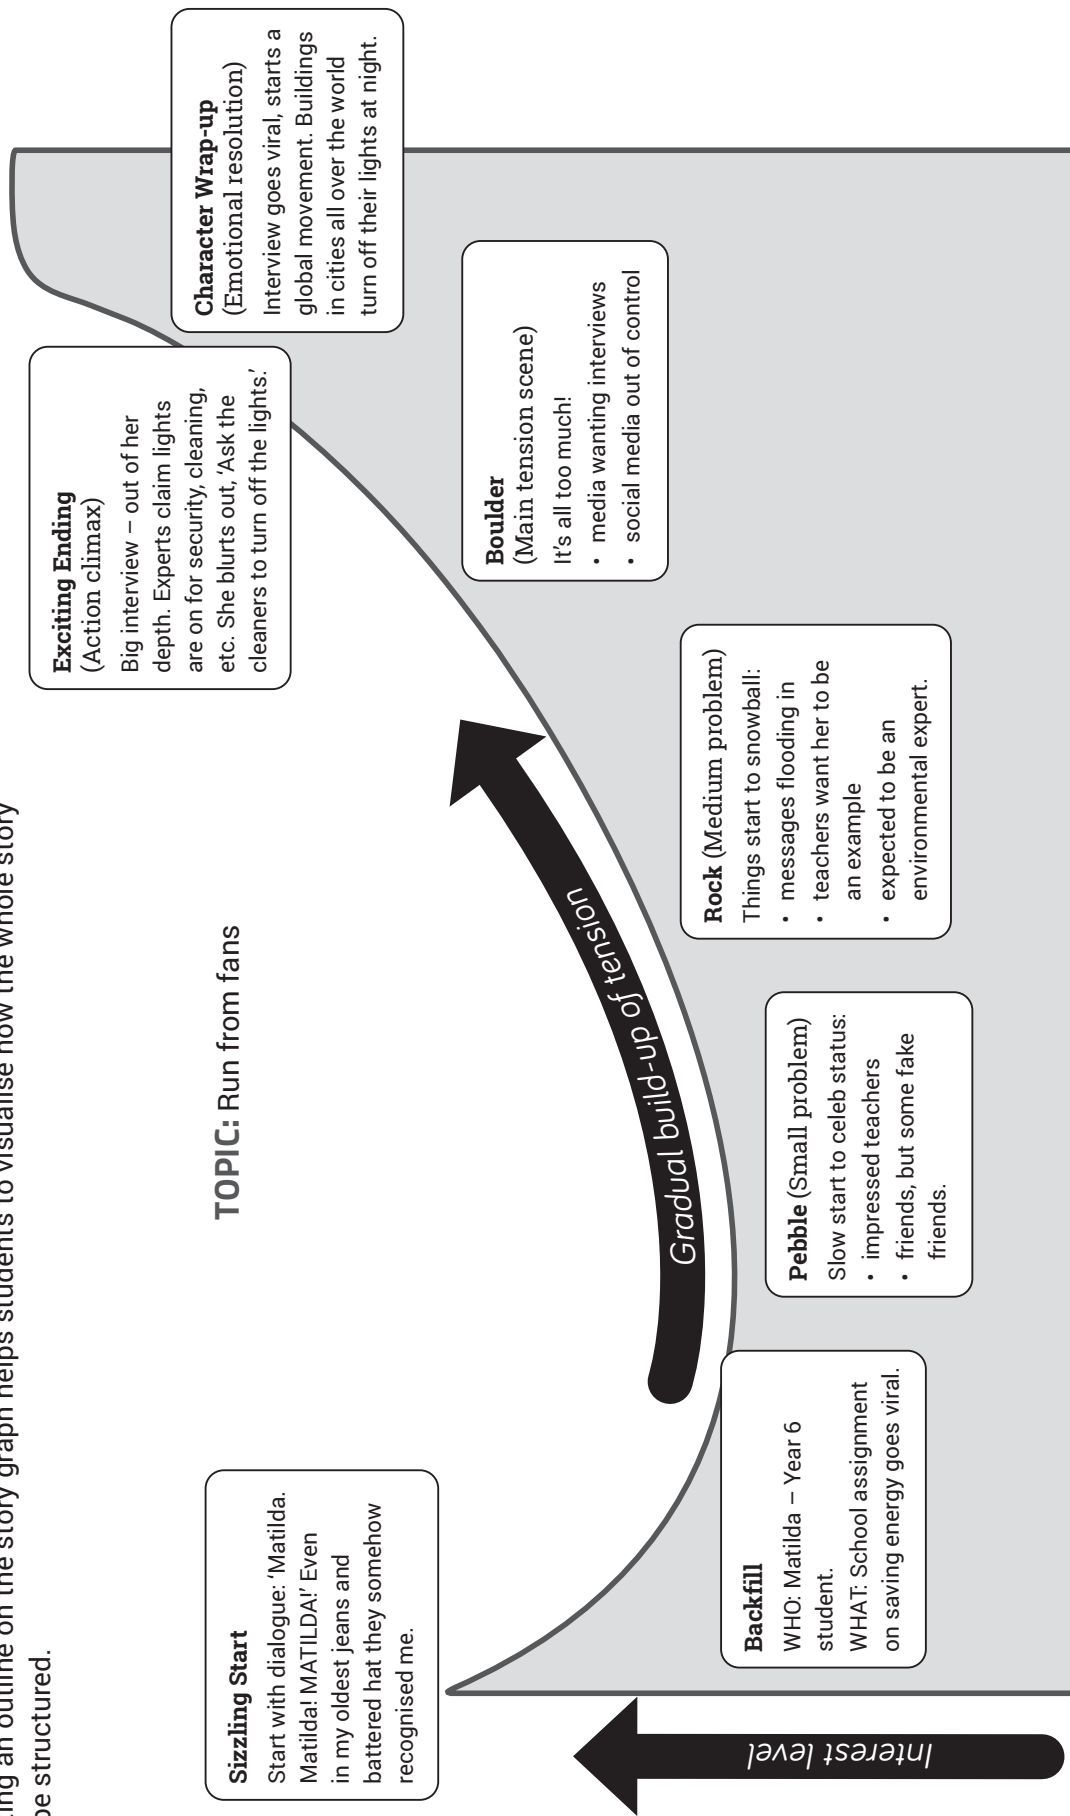 ing an outline on the story graph helps students to visualise how the whole story
be structured.
TOPIC: Run from fans
Sizzling Start
Start with dialogue: ‘Matilda.
Matilda! MATILDA!’ Even
in my oldest jeans and
battered hat they somehow
recognised me.
Backfill
WHO: Matilda – Year 6
student.
WHAT: School assignment
on saving energy goes viral.
Pebble (Small problem)
Slow start to celeb status:
• impressed teachers
• friends, but some fake
friends.
Rock (Medium problem)
Things start to snowball:
• messages flooding in
• teachers want her to be
an example
• expected to be an
environmental expert.
Boulder
(Main tension scene)
It’s all too much!
• media wanting interviews
• social media out of control
Exciting Ending
(Action climax)
Big interview – out of her
depth. Experts claim lights
are on for security, cleaning,
etc. She blurts out, ‘Ask the
cleaners to turn off the lights.’
Character Wrap-up
(Emotional resolution)
Interview goes viral, starts a
global movement. Buildings
in cities all over the world
turn off their lights at night.
Gradual build-up of tension
Interest level